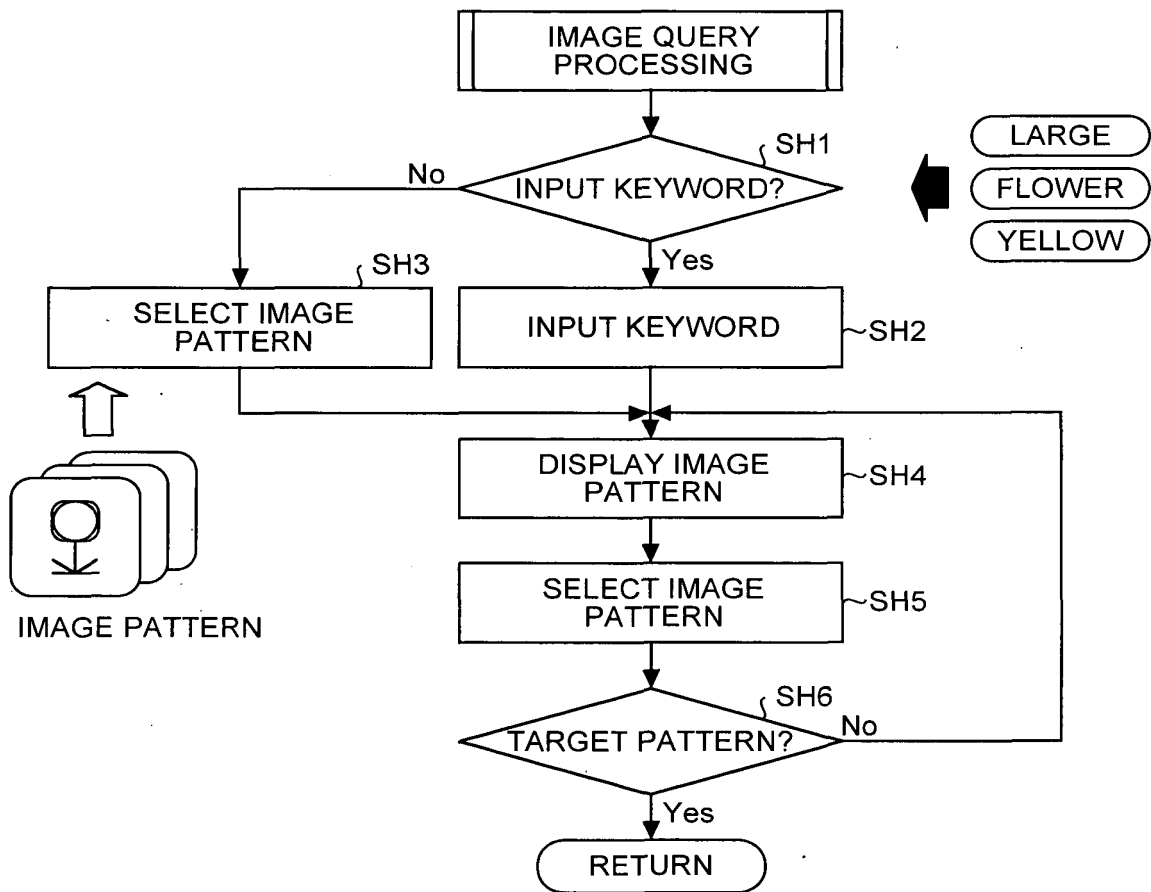 IMAGE QUERY
PROCESSING
SH1
LARGE
No
INPUT KEYWORD?
FLOWER
YELLOW
Yes
SH3
SELECT IMAGE
PATTERN
INPUT KEYWORD
SH2
DISPLAY IMAGE
PATTERN
SH4
SELECT IMAGE
PATTERN
SH5
IMAGE PATTERN
SH6
TARGET PATTERN?
No
Yes
RETURN